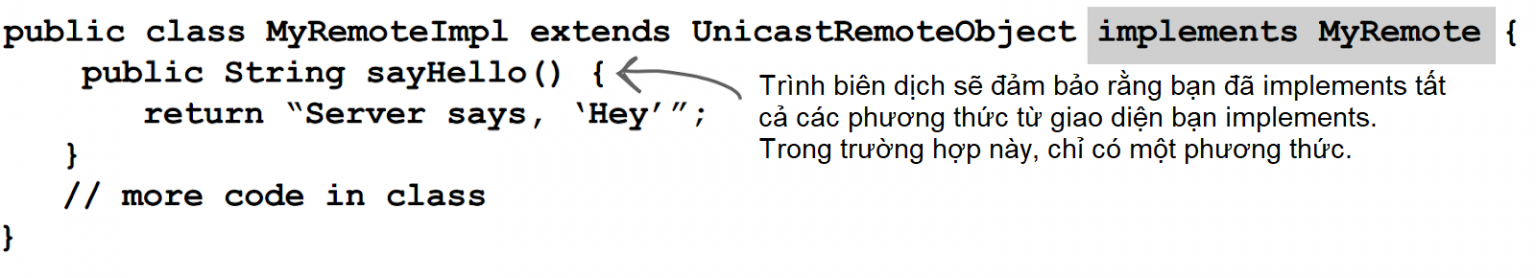 public class MyRemoteImpl extends UnicastRemoteObject implements MyRemote {
public String sayHello() {
return “Server says, ‘Hey’”;
}
// more code in class
}
Trình biên dịch sẽ đảm bảo rằng bạn đã implements tất
cả các phương thức từ giao diện bạn implements.
Trong trường hợp này, chỉ có một phương thức.